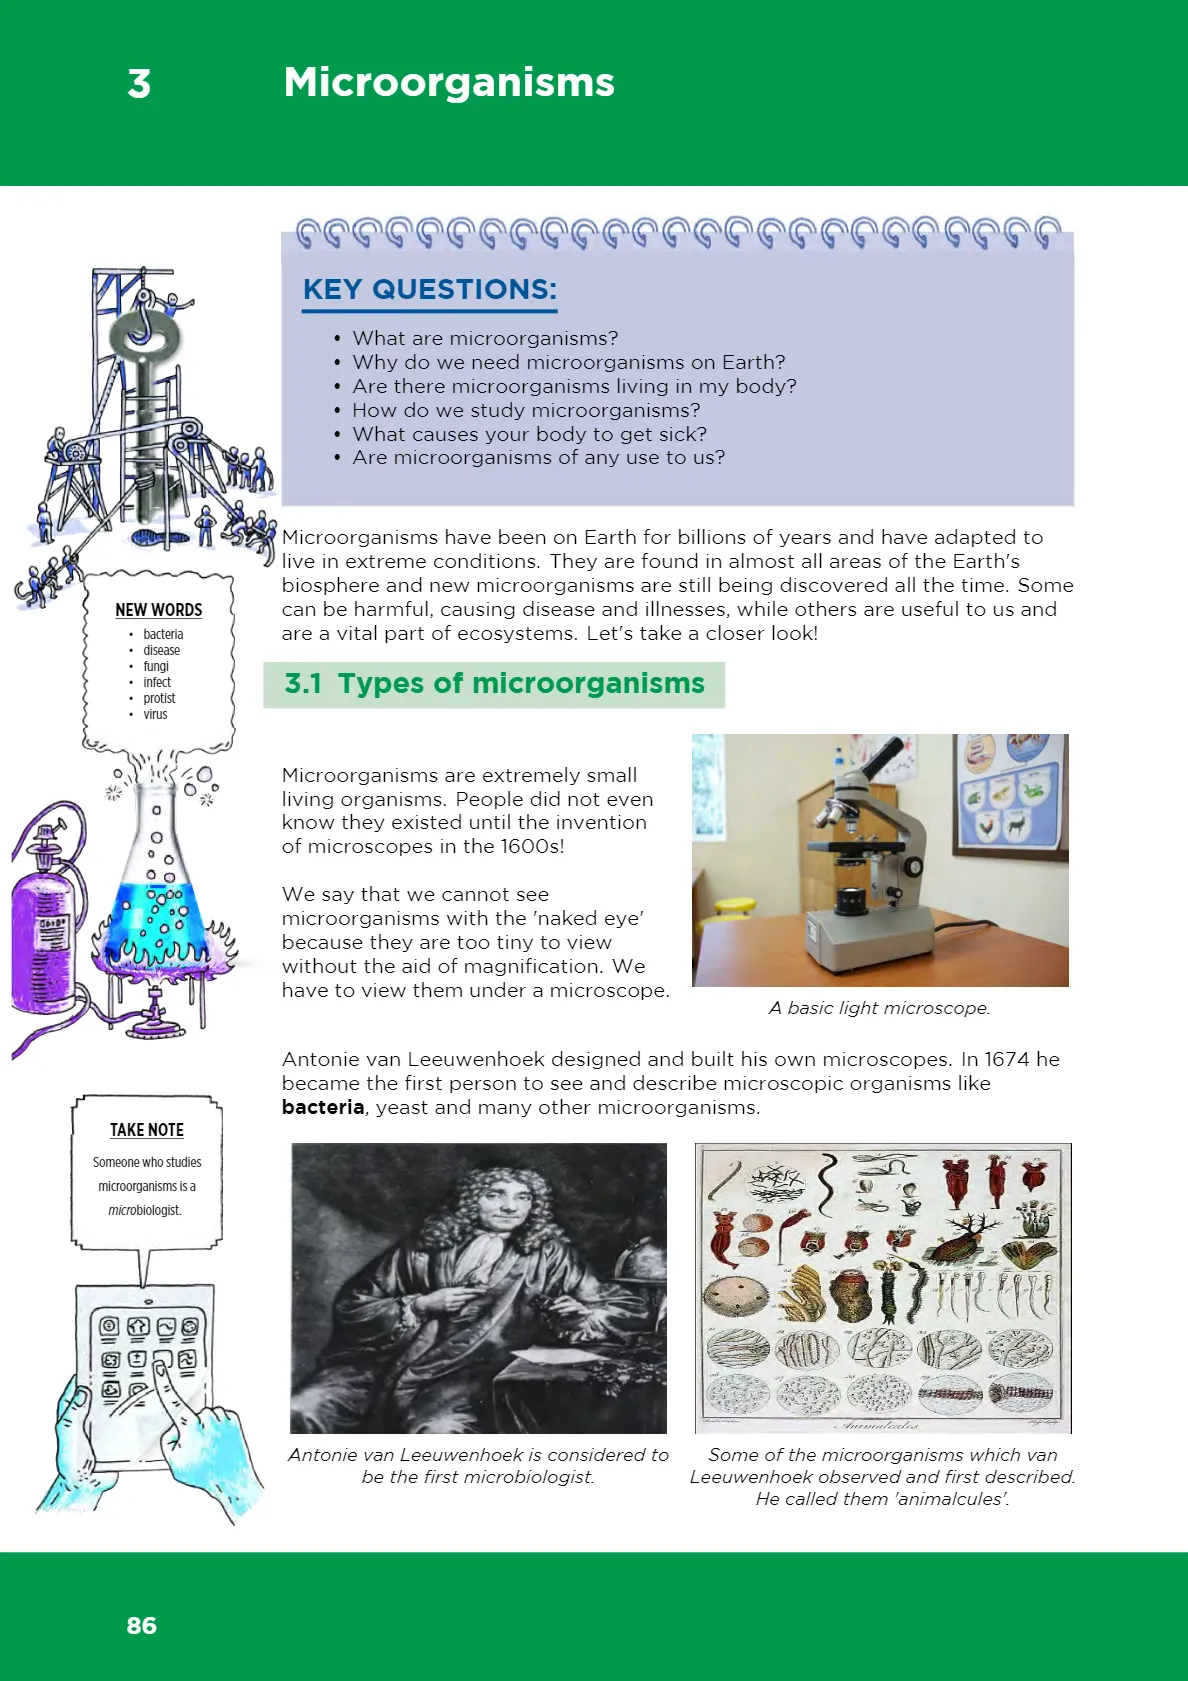 3 Microorganisms
KEY QUESTIONS:
• What are microorganisms?
• Why do we need microorganisms on Earth?
• Are there microorganisms living in my body?
• How do we study microorganisms?
• What causes your body to get sick?
• Are microorganisms of any use to us?
Microorganisms have been on Earth for billions of years and have adapted to
live in extreme conditions. They are found in almost all areas of the Earth's
biosphere and new microorganisms are still being discovered all the time. Some
can be harmful, causing disease and illnesses, while others are useful to us and
are a vital part of ecosystems. Let's take a closer look!
NEW WORDS
• bacteria
• disease
• fungi
• infect
• protist
• virus
3.1 Types of microorganisms
Microorganisms are extremely small
living organisms. People did not even
know they existed until the invention
of microscopes in the 1600s!
We say that we cannot see
microorganisms with the 'naked eye'
because they are too tiny to view
without the aid of magnification. We
have to view them under a microscope.
A basic light microscope.
Antonie van Leeuwenhoek designed and built his own microscopes. In 1674 he
became the first person to see and describe microscopic organisms like
bacteria, yeast and many other microorganisms.
TAKE NOTE
Someone who studies
microorganisms is a
microbiologist.
Animalcules
Antonie van Leeuwenhoek is considered to
be the first microbiologist.
Some of the microorganisms which van
Leeuwenhoek observed and first described.
He called them 'animalcules'.
86